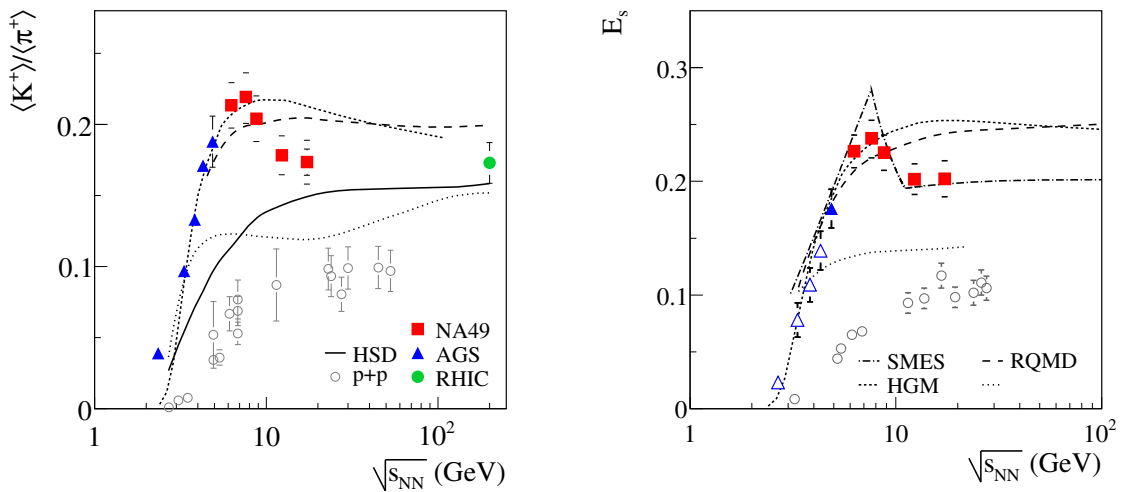 ⟨K⁺⟩/⟨π⁺⟩
0.2
0.1
0
1
10
10²
√s_NN (GeV)
HSD
p+p
NA49
AGS
RHIC
E_s
0.3
0.2
0.1
0
1
10
10²
√s_NN (GeV)
SMES
HGM
RQMD